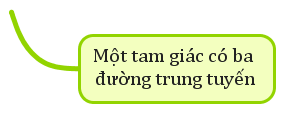 Một tam giác có ba
đường trung tuyến